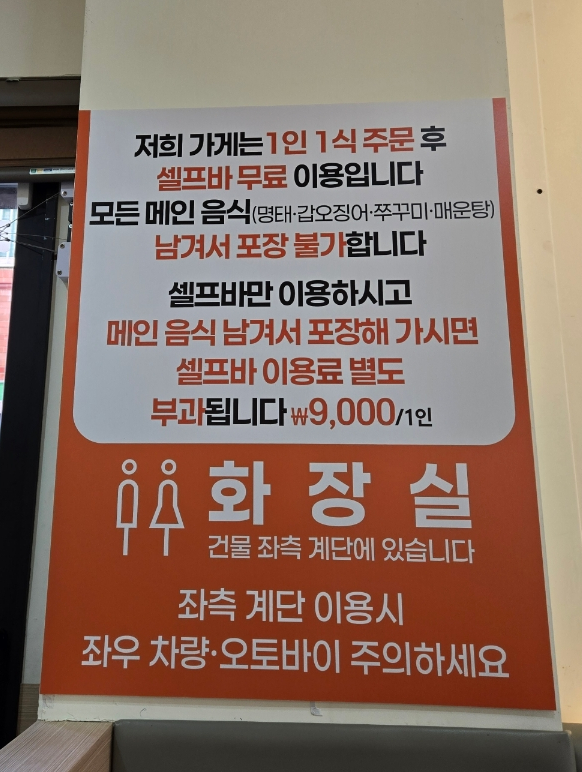 저희 가게는 1인 1식 주문 후
셀프바 무료 이용입니다
모든 메인 음식(명태·갑오징어·쭈꾸미·매운탕)
남겨서 포장 불가합니다
셀프바만 이용하시고
메인 음식 남겨서 포장해 가시면
셀프바 이용료 별도
부과됩니다 ₩9,000/1인
화장실
건물 좌측 계단에 있습니다
좌측 계단 이용시
좌우 차량·오토바이 주의하세요